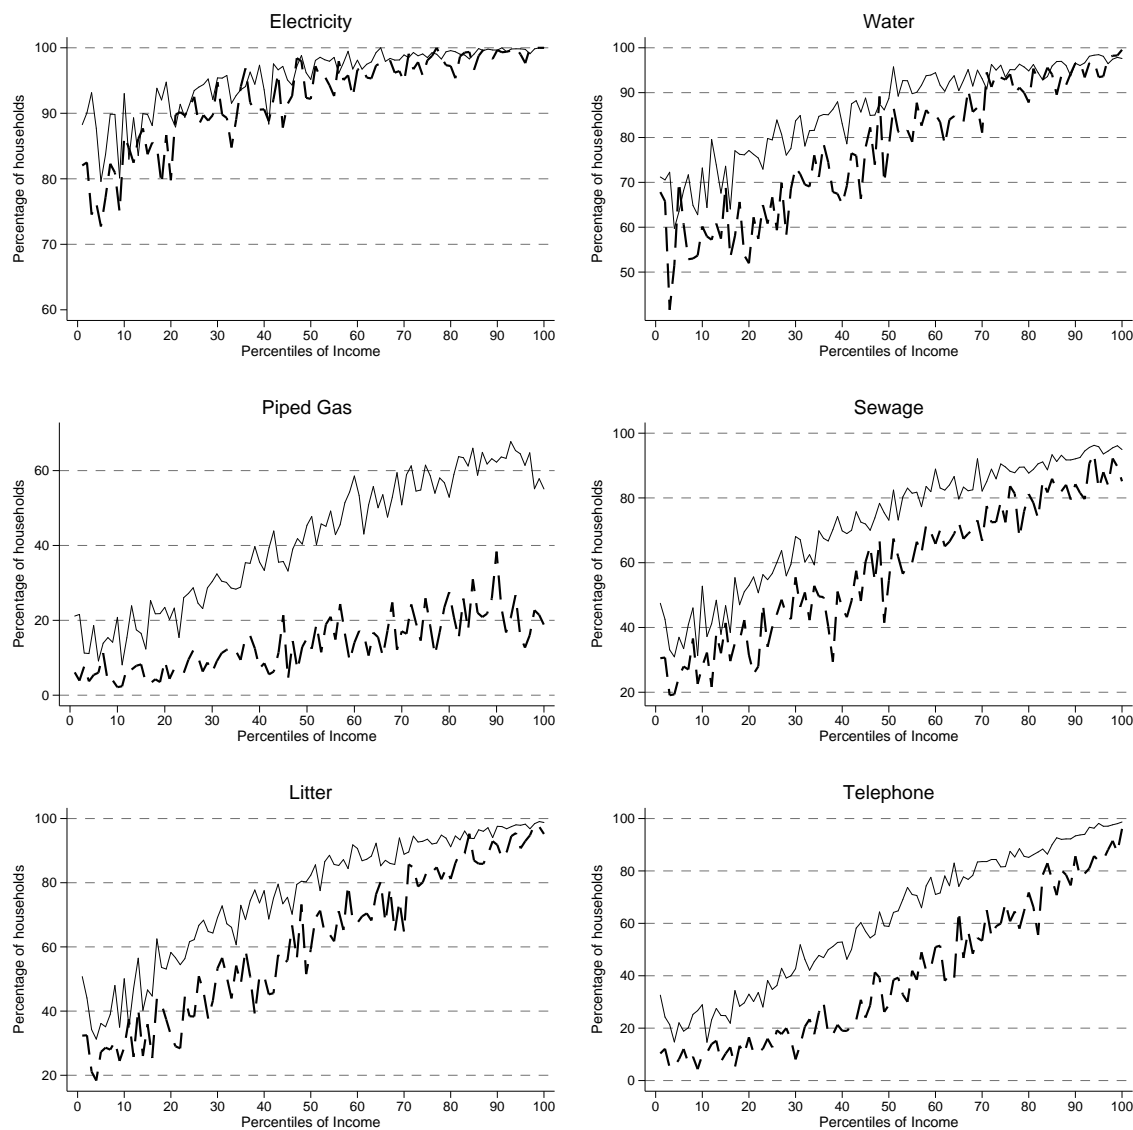 Electricity
Percentage of households
100
90
80
70
60
0 10 20 30 40 50 60 70 80 90 100
Percentiles of Income
Water
Percentage of households
100
90
80
70
60
50
0 10 20 30 40 50 60 70 80 90 100
Percentiles of Income
Piped Gas
Percentage of households
60
40
20
0
0 10 20 30 40 50 60 70 80 90 100
Percentiles of Income
Sewage
Percentage of households
100
80
60
40
20
0 10 20 30 40 50 60 70 80 90 100
Percentiles of Income
Litter
Percentage of households
100
80
60
40
20
0 10 20 30 40 50 60 70 80 90 100
Percentiles of Income
Telephone
Percentage of households
100
80
60
40
20
0
0 10 20 30 40 50 60 70 80 90 100
Percentiles of Income